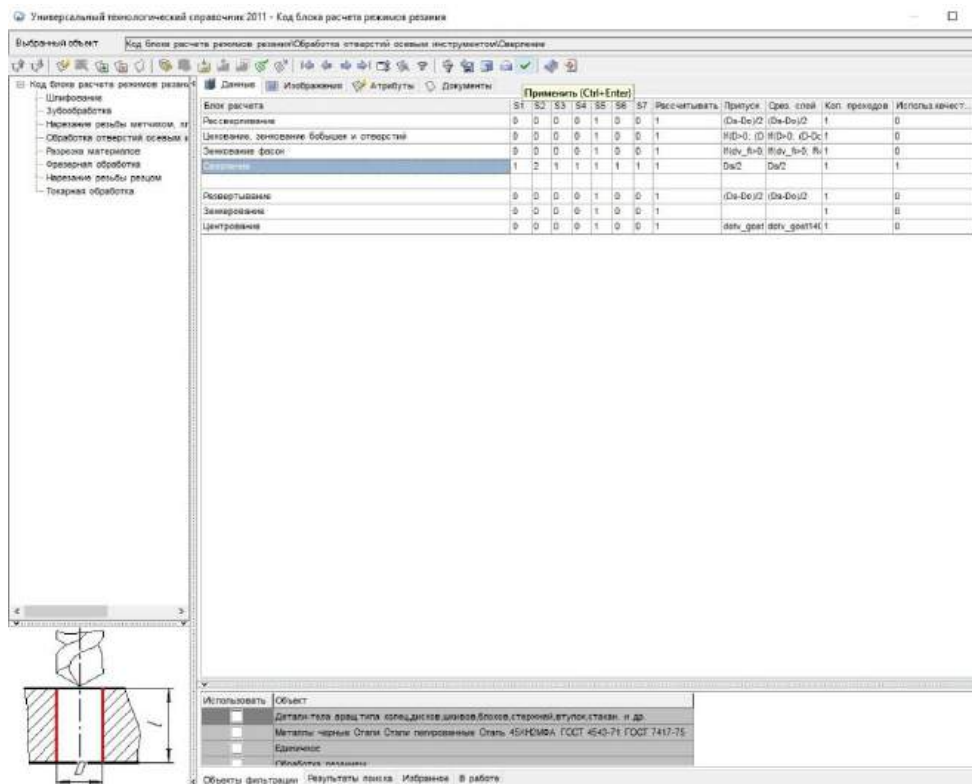 Универсальный технологический справочник 2011 - Код блока расчета режимов резания
Выбранный объект Код блока расчета режимов резания\Обработка отверстий осевым инструментом\Сверление
Код блока расчета режимов резани
Шлифование
Зубообработка
Нарезание резьбы метчиком, пл
Обработка отверстий осевым и
Разрезка материалов
Фрезерная обработка
Нарезание резьбы резцом
Токарная обработка
Данные Изображения Атрибуты Документы
Применить (Ctrl+Enter)
Блок расчета S1 S2 S3 S4 S5 S6 S7 Рассчитывать Припуск Срез. слой Кол. проходов Использ.качест...
Рассверливание 0 0 0 0 1 0 0 1 (Da-Do)/2 (Da-Do)/2 1 0
Цекование, зенкование бобышек и отверстий 0 0 0 0 1 0 0 1 1 0
Зенкование фасок 0 0 0 0 1 0 0 1 1 0
Сверление 1 2 1 1 1 1 1 1 Da/2 Da/2 1 1
Развертывание 0 0 0 0 1 0 0 1 (Da-Do)/2 (Da-Do)/2 1 0
Зенкерование 0 0 0 0 1 0 0 1 1 0
Центрование 0 0 0 0 1 0 0 1 1 0
l
D
Использовать Объект
Детали-тела вращ.типа колец,дисков,шкивов,блоков,стержней,втулок,стакан. и др.
Металлы черные Стали Стали легированные Сталь 45ХН2МФА ГОСТ 4543-71 ГОСТ 7417-75
Единичное
Обработка резанием
Объекты фильтрации Результаты поиска Избранное В работе